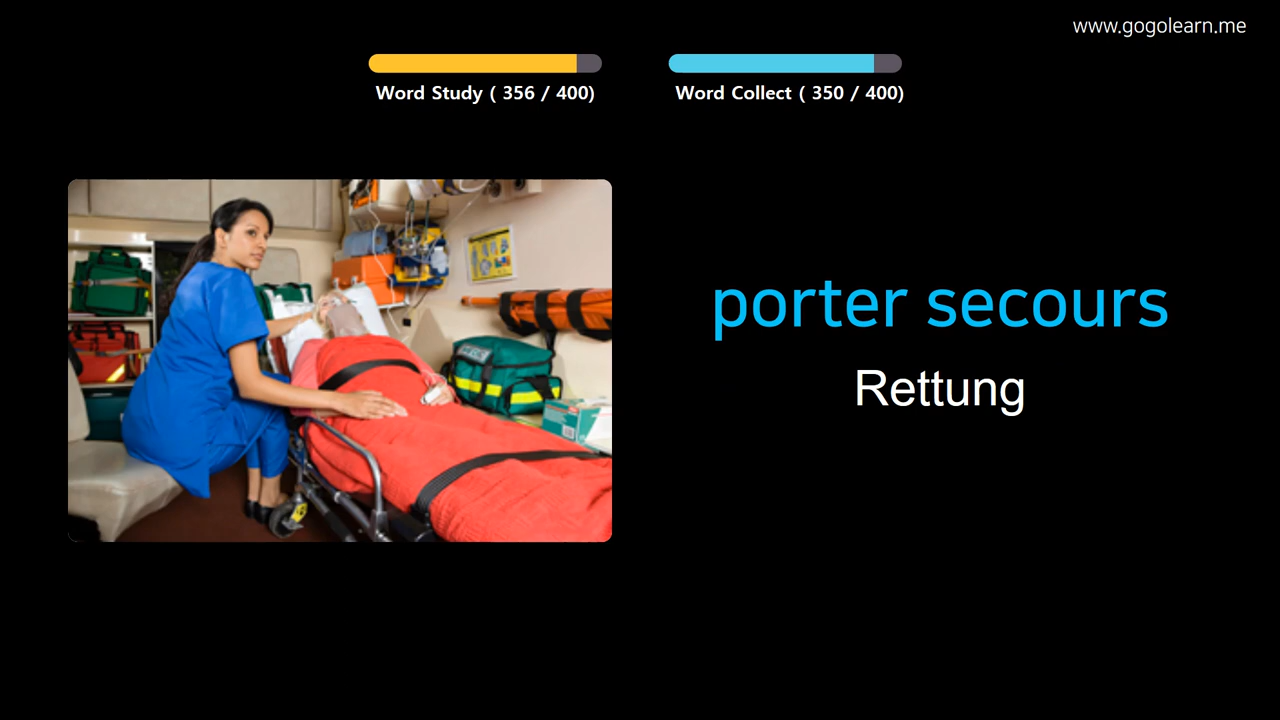 www.gogolearn.me
Word Study ( 356 / 400)
Word Collect ( 350 / 400)
porter secours
Rettung